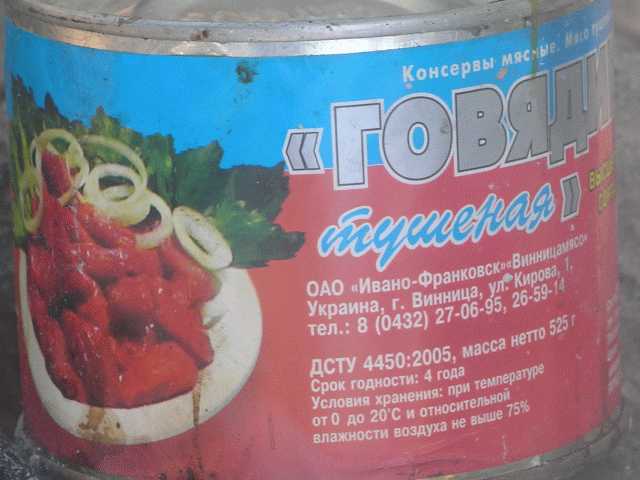 Консервы мясные. Мясо
«ГОВЯДИ
тушеная»
ОАО «Ивано-Франковск»«Винницамясо»
Украина, г. Винница, ул. Кирова, 1,
тел.: 8 (0432) 27-06-95, 26-59-14
ДСТУ 4450:2005, масса нетто 525 г
Срок годности: 4 года
Условия хранения: при температуре
от 0 до 20°С и относительной
влажности воздуха не выше 75%